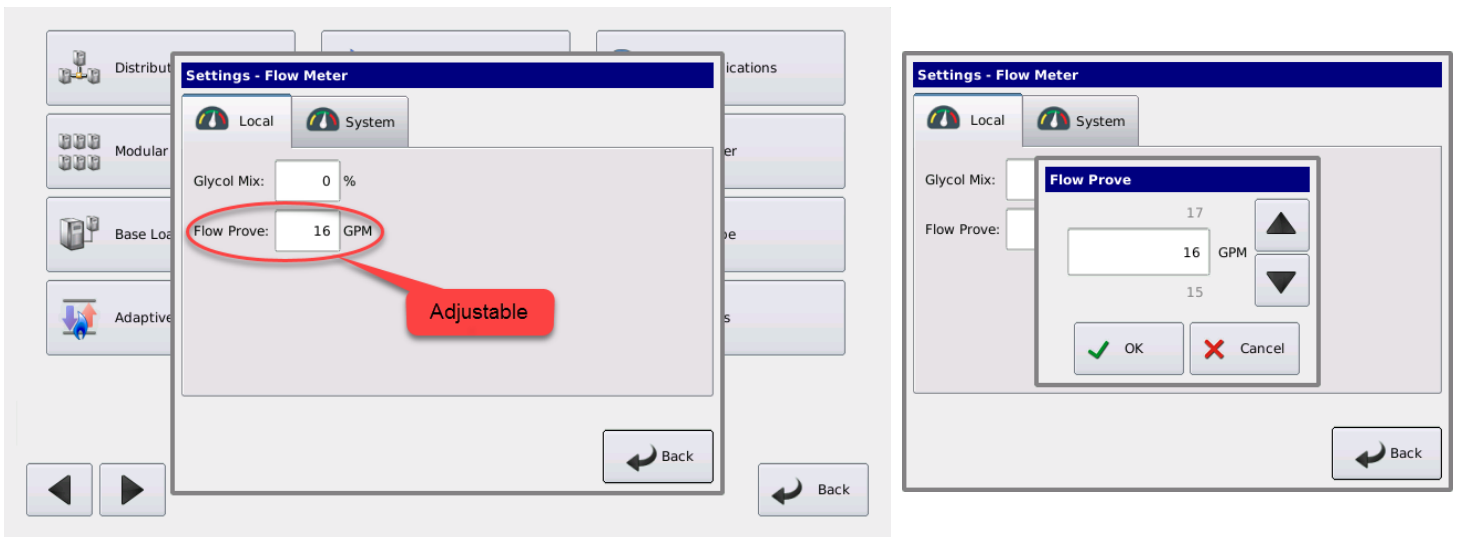 Distribut
ications
Modular
er
Base Loa
pe
Adaptive
s
Settings - Flow Meter
Local
System
Glycol Mix: 0 %
Flow Prove: 16 GPM
Adjustable
Back
Back
Settings - Flow Meter
Local
System
Glycol Mix:
Flow Prove:
Flow Prove
17
16 GPM
15
OK
Cancel
Back